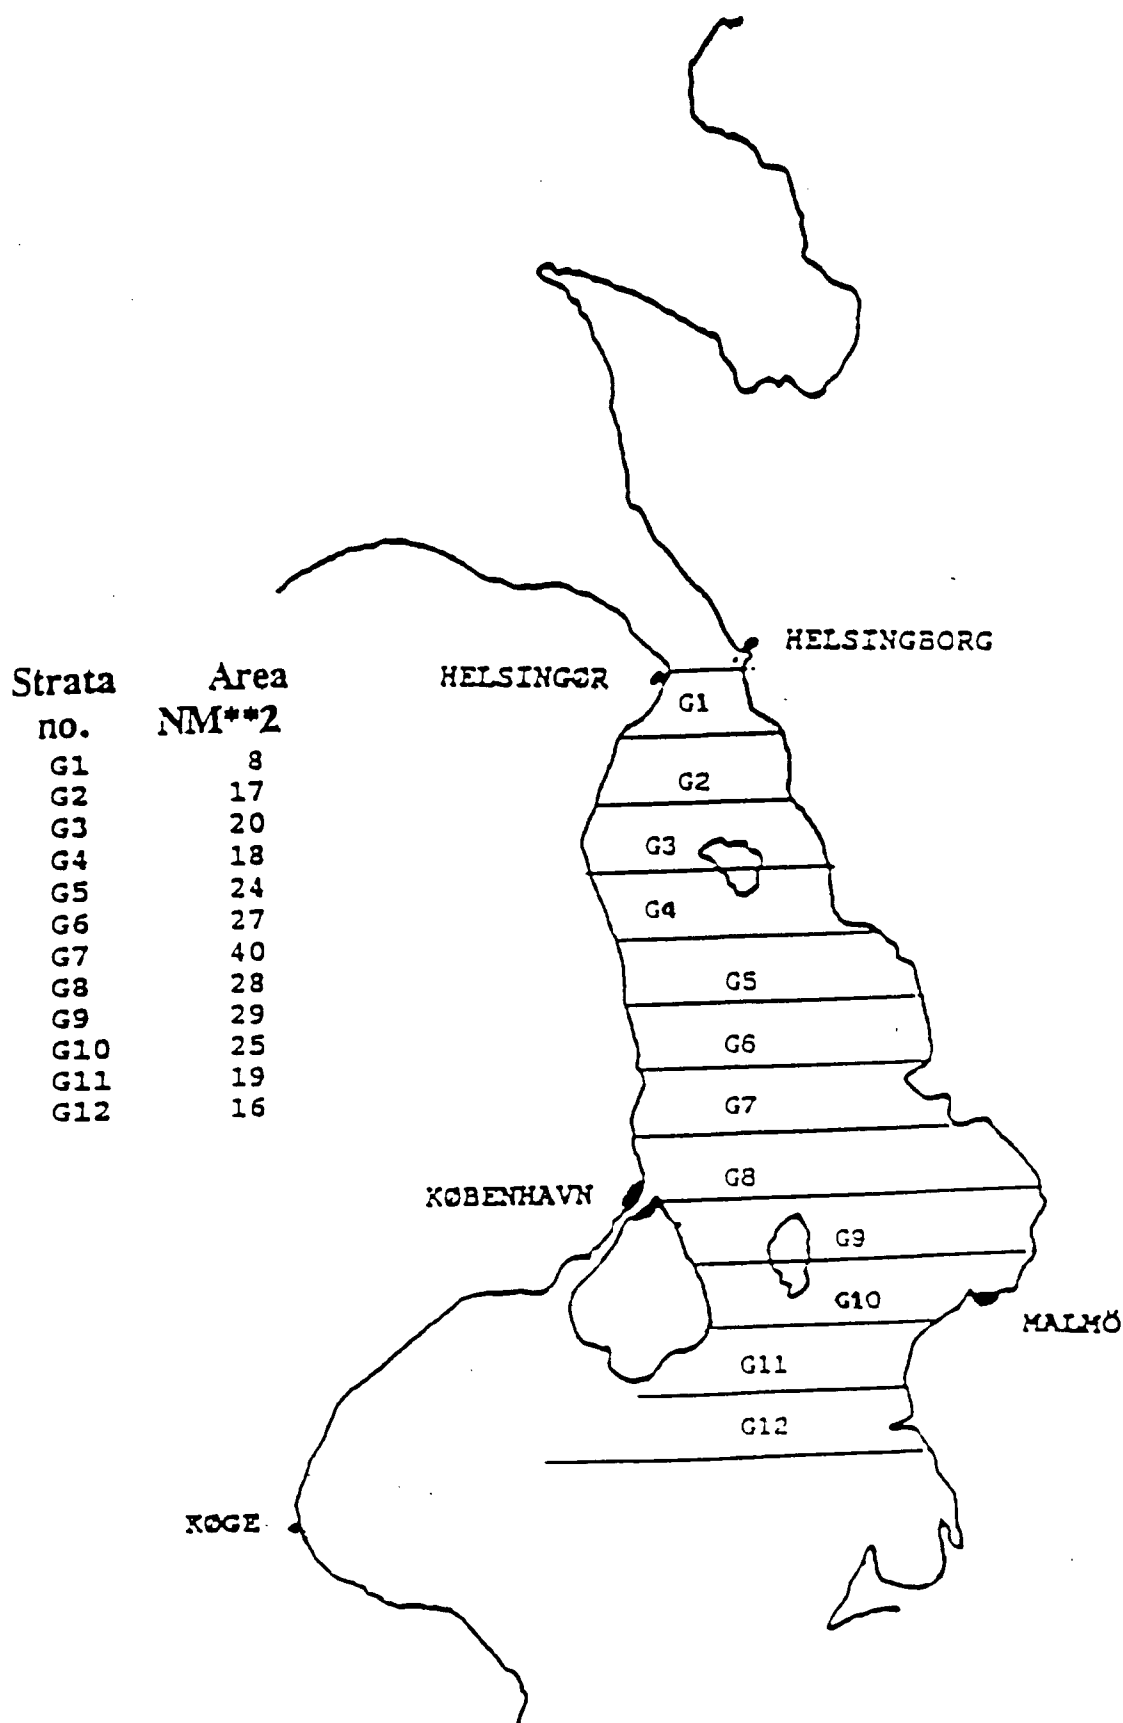 HELSINGBORG
HELSINGØR
Strata Area
no. NM**2
G1 8
G2 17
G3 20
G4 18
G5 24
G6 27
G7 40
G8 28
G9 29
G10 25
G11 19
G12 16
G1
G2
G3
G4
G5
G6
G7
G8
KØBENHAVN
G9
G10
MALMÖ
G11
G12
KØGE